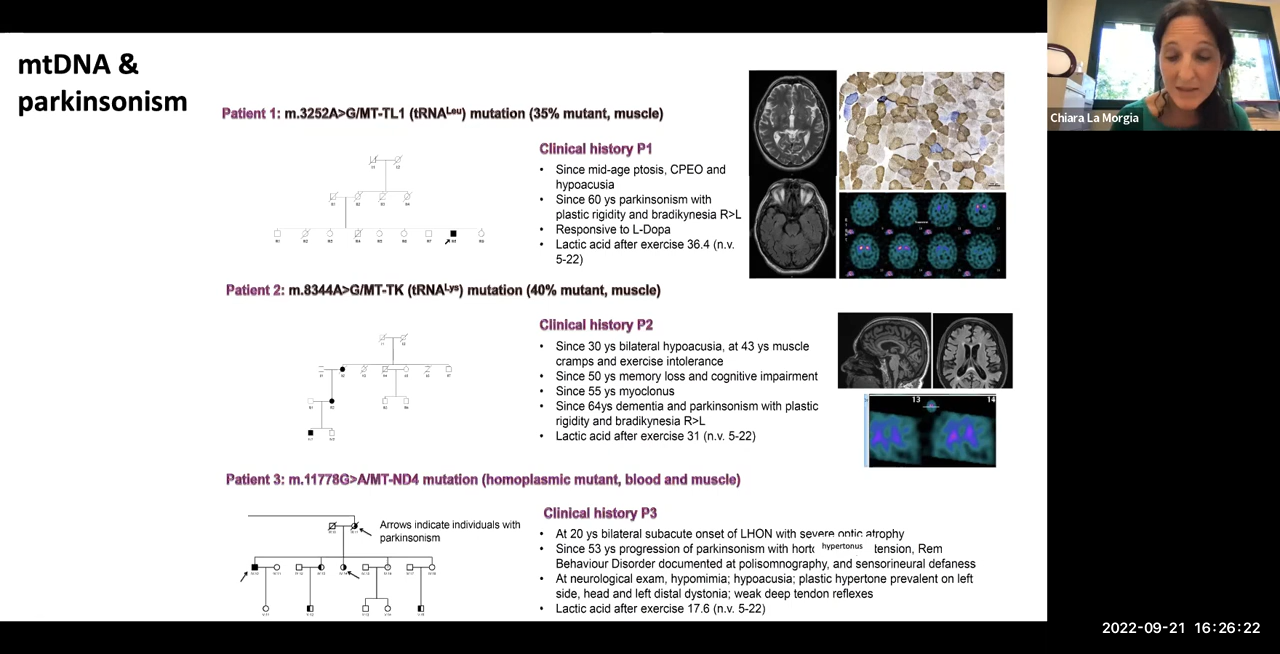 mtDNA &
parkinsonism
Patient 1: m.3252A>G/MT-TL1 (tRNALeu) mutation (35% mutant, muscle)
Clinical history P1
• Since mid-age ptosis, CPEO and
hypoacusia
• Since 60 ys parkinsonism with
plastic rigidity and bradikynesia R>L
• Responsive to L-Dopa
• Lactic acid after exercise 36.4 (n.v.
5-22)
Patient 2: m.8344A>G/MT-TK (tRNALys) mutation (40% mutant, muscle)
Clinical history P2
• Since 30 ys bilateral hypoacusia, at 43 ys muscle
cramps and exercise intolerance
• Since 50 ys memory loss and cognitive impairment
• Since 55 ys myoclonus
• Since 64ys dementia and parkinsonism with plastic
rigidity and bradikynesia R>L
• Lactic acid after exercise 31 (n.v. 5-22)
13 14
Patient 3: m.11778G>A/MT-ND4 mutation (homoplasmic mutant, blood and muscle)
Arrows indicate individuals with
parkinsonism
Clinical history P3
• At 20 ys bilateral subacute onset of LHON with severe optic atrophy
• Since 53 ys progression of parkinsonism with hypertonus tension, Rem
Behaviour Disorder documented at polisomnography, and sensorineural defaness
• At neurological exam, hypomimia; hypoacusia; plastic hypertone prevalent on left
side, head and left distal dystonia; weak deep tendon reflexes
• Lactic acid after exercise 17.6 (n.v. 5-22)
Chiara La Morgia
2022-09-21 16:26:22